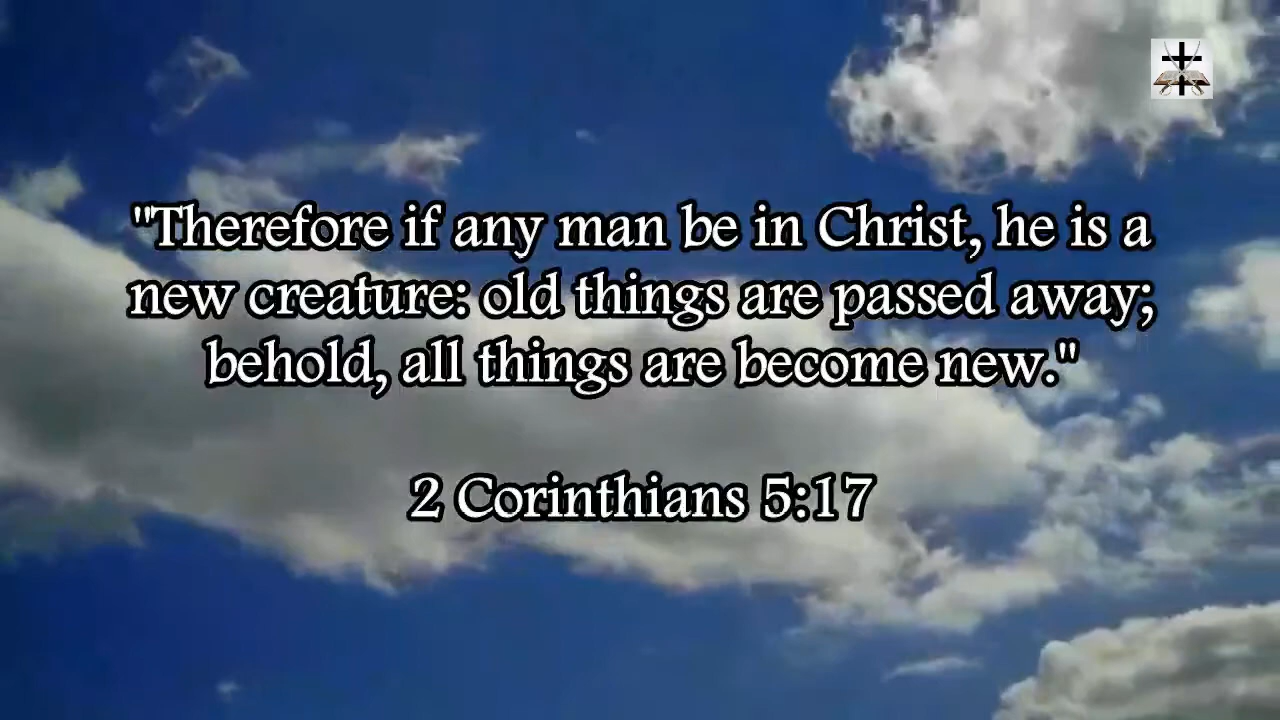 "Therefore if any man be in Christ, he is a
new creature: old things are passed away;
behold, all things are become new."
2 Corinthians 5:17